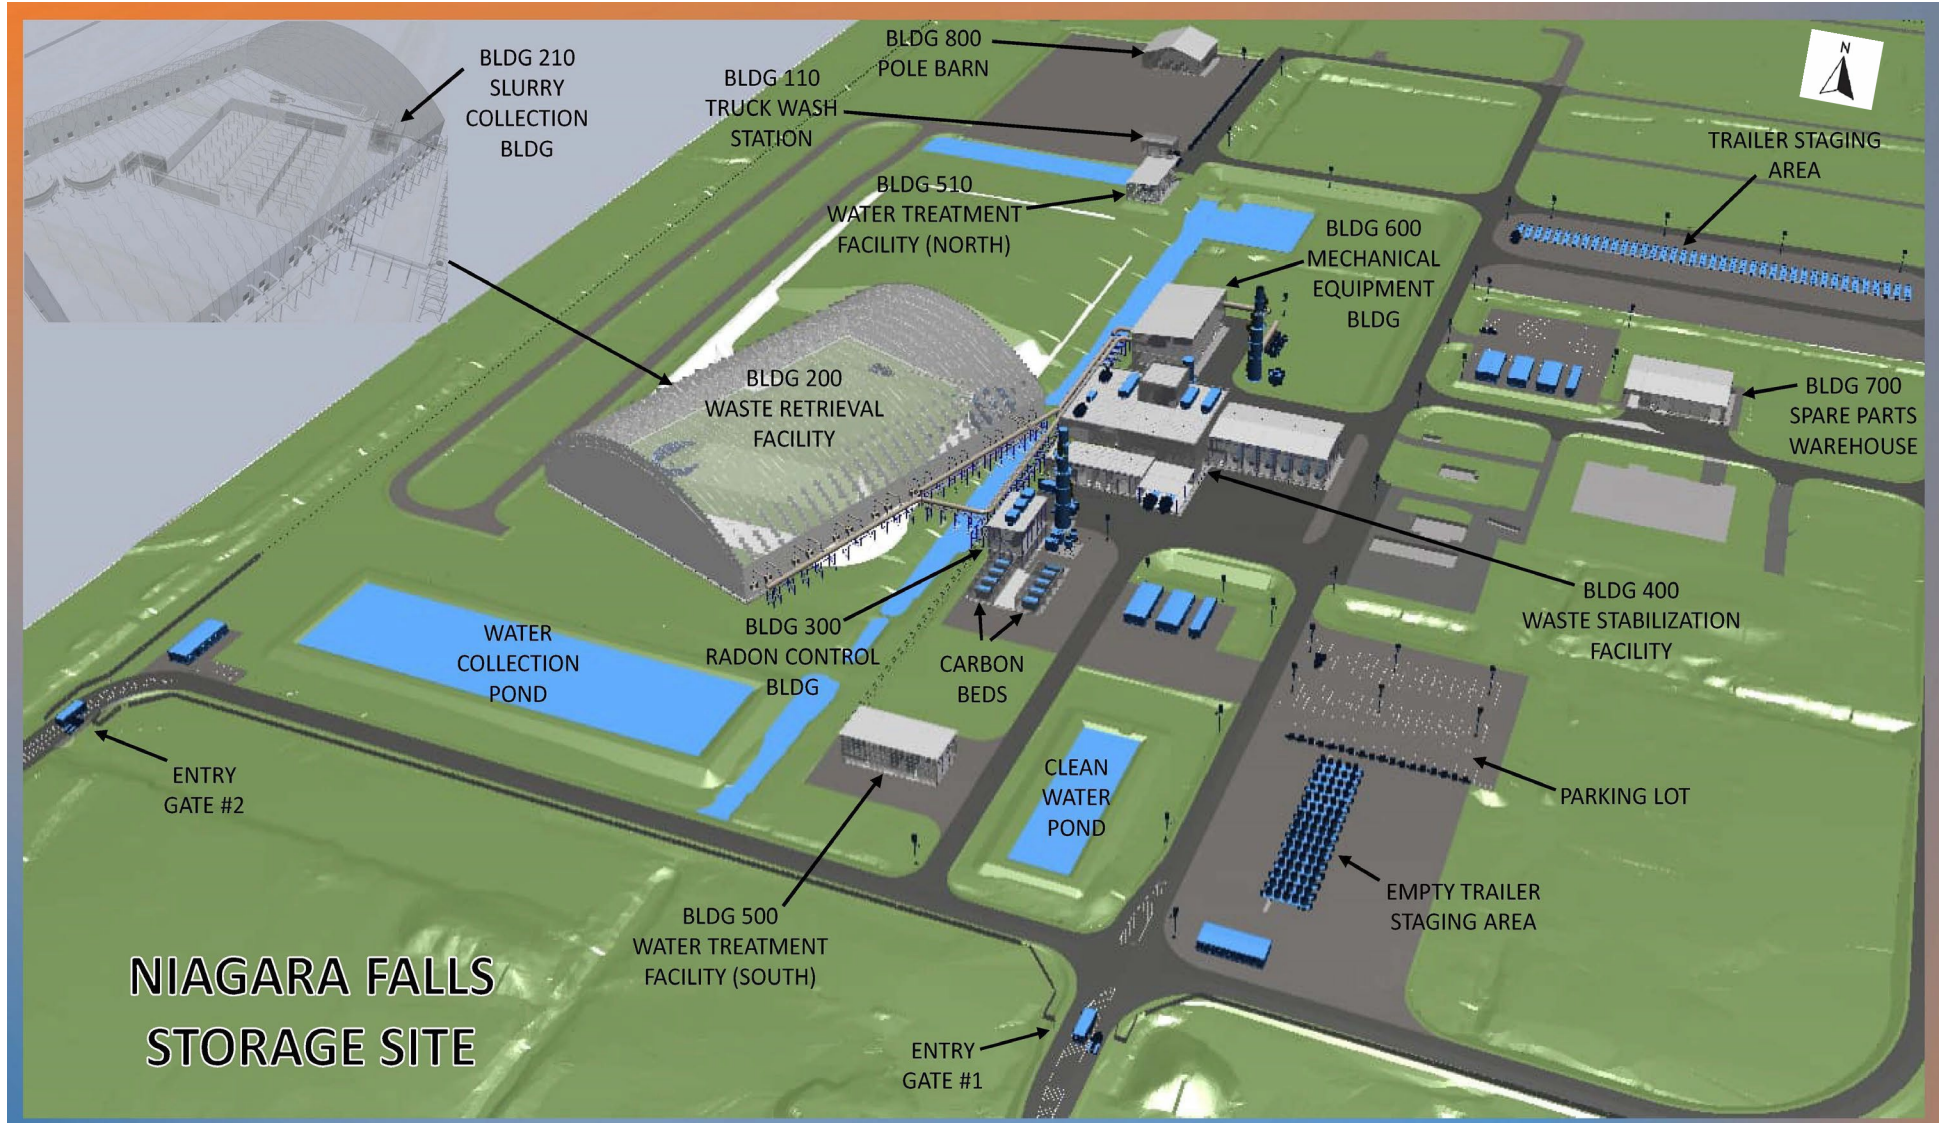 BLDG 210
SLURRY
COLLECTION
BLDG
BLDG 800
POLE BARN
BLDG 110
TRUCK WASH
STATION
N
TRAILER STAGING
AREA
BLDG 510
WATER TREATMENT
FACILITY (NORTH)
BLDG 600
MECHANICAL
EQUIPMENT
BLDG
BLDG 200
WASTE RETRIEVAL
FACILITY
BLDG 700
SPARE PARTS
WAREHOUSE
BLDG 400
WASTE STABILIZATION
FACILITY
BLDG 300
RADON CONTROL
BLDG
CARBON
BEDS
WATER
COLLECTION
POND
ENTRY
GATE #2
CLEAN
WATER
POND
PARKING LOT
EMPTY TRAILER
STAGING AREA
BLDG 500
WATER TREATMENT
FACILITY (SOUTH)
ENTRY
GATE #1
NIAGARA FALLS
STORAGE SITE